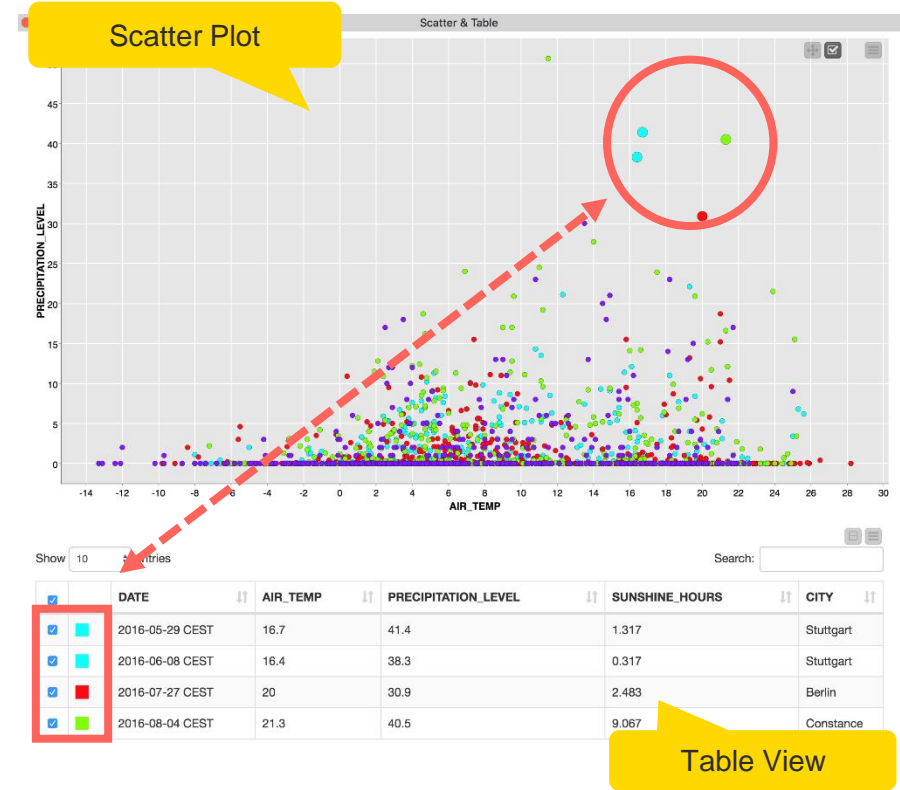 Scatter & Table
Scatter Plot
45
40
35
30
25
20
15
10
5
0
PRECIPITATION_LEVEL
-14 -12 -10 -8 -6 -4 -2 0 2 4 6 8 10 12 14 16 18 20 22 24 26 28 30
AIR_TEMP
Show 10 entries Search:
DATE AIR_TEMP PRECIPITATION_LEVEL SUNSHINE_HOURS CITY
2016-05-29 CEST 16.7 41.4 1.317 Stuttgart
2016-06-08 CEST 16.4 38.3 0.317 Stuttgart
2016-07-27 CEST 20 30.9 2.483 Berlin
2016-08-04 CEST 21.3 40.5 9.067 Constance
Table View